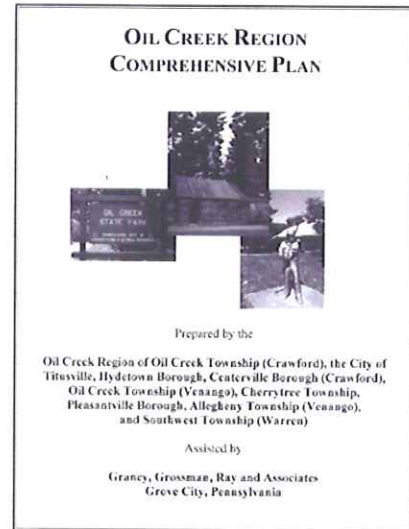 OIL CREEK REGION
COMPREHENSIVE PLAN
OIL CREEK
STATE PARK
Prepared by the
Oil Creek Region of Oil Creek Township (Crawford), the City of
Titusville, Hydetown Borough, Centerville Borough (Crawford),
Oil Creek Township (Venango), Cherrytree Township,
Pleasantville Borough, Allegheny Township (Venango),
and Southwest Township (Warren)
Assisted by
Graney, Grossman, Ray and Associates
Grove City, Pennsylvania